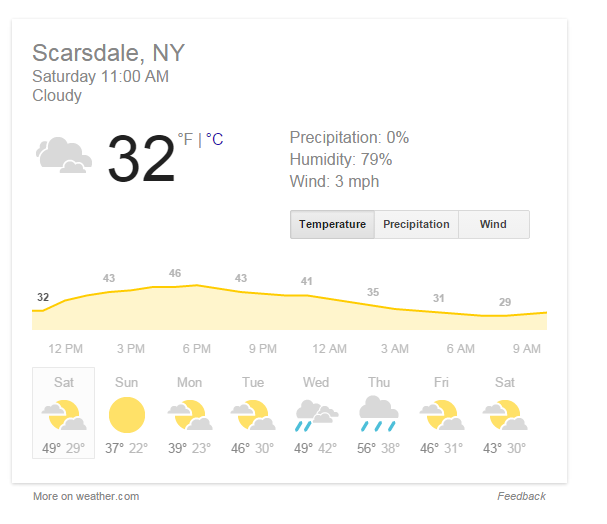 Scarsdale, NY
Saturday 11:00 AM
Cloudy
32 °F | °C
Precipitation: 0%
Humidity: 79%
Wind: 3 mph
Temperature Precipitation Wind
32 43 46 43 41 35 31 29
12 PM 3 PM 6 PM 9 PM 12 AM 3 AM 6 AM 9 AM
Sat Sun Mon Tue Wed Thu Fri Sat
49° 29° 37° 22° 39° 23° 46° 30° 49° 42° 56° 38° 46° 31° 43° 30°
More on weather.com Feedback